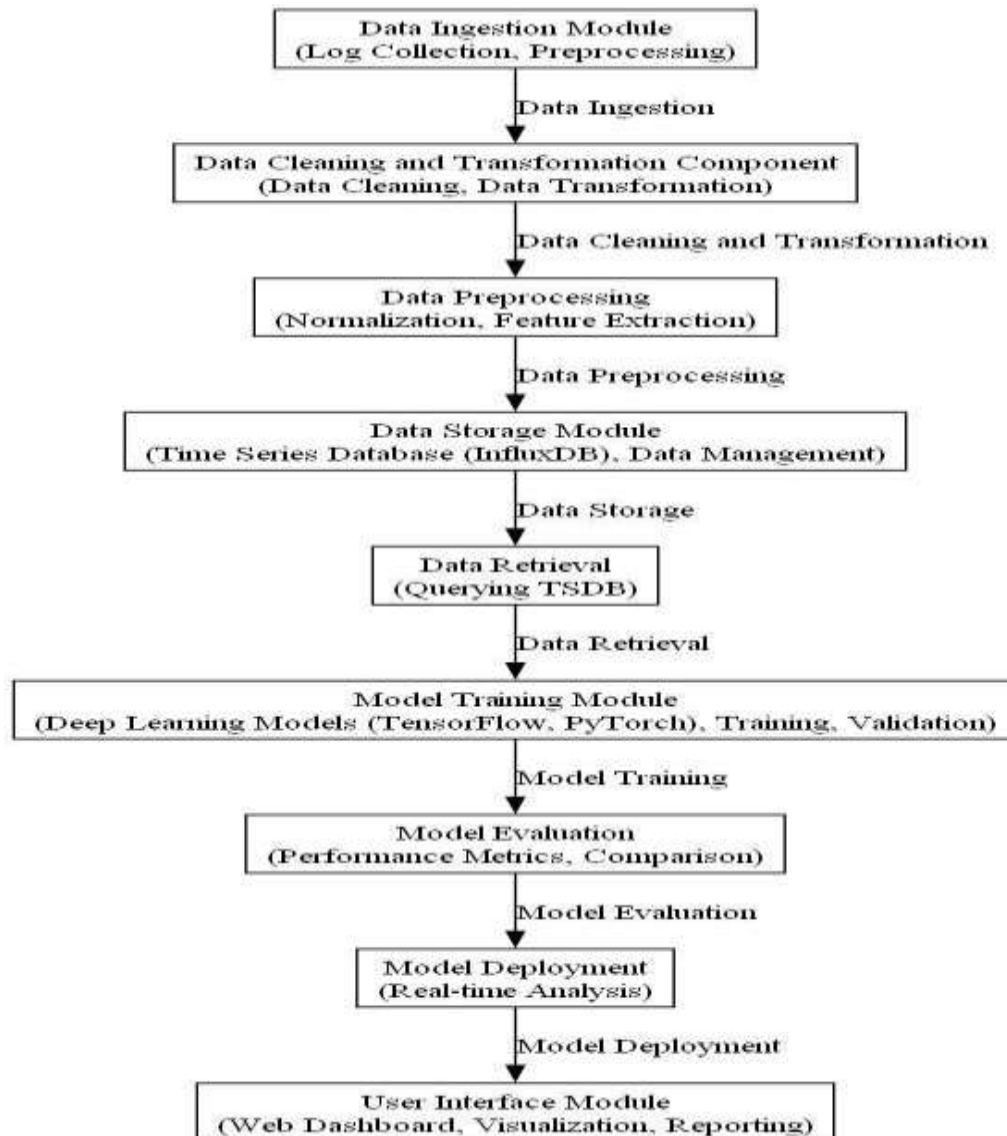 Data Ingestion Module
(Log Collection, Preprocessing)
Data Ingestion
Data Cleaning and Transformation Component
(Data Cleaning, Data Transformation)
Data Cleaning and Transformation
Data Preprocessing
(Normalization, Feature Extraction)
Data Preprocessing
Data Storage Module
(Time Series Database (InfluxDB), Data Management)
Data Storage
Data Retrieval
(Querying TSDB)
Data Retrieval
Model Training Module
(Deep Learning Models (TensorFlow, PyTorch), Training, Validation)
Model Training
Model Evaluation
(Performance Metrics, Comparison)
Model Evaluation
Model Deployment
(Real-time Analysis)
Model Deployment
User Interface Module
(Web Dashboard, Visualization, Reporting)